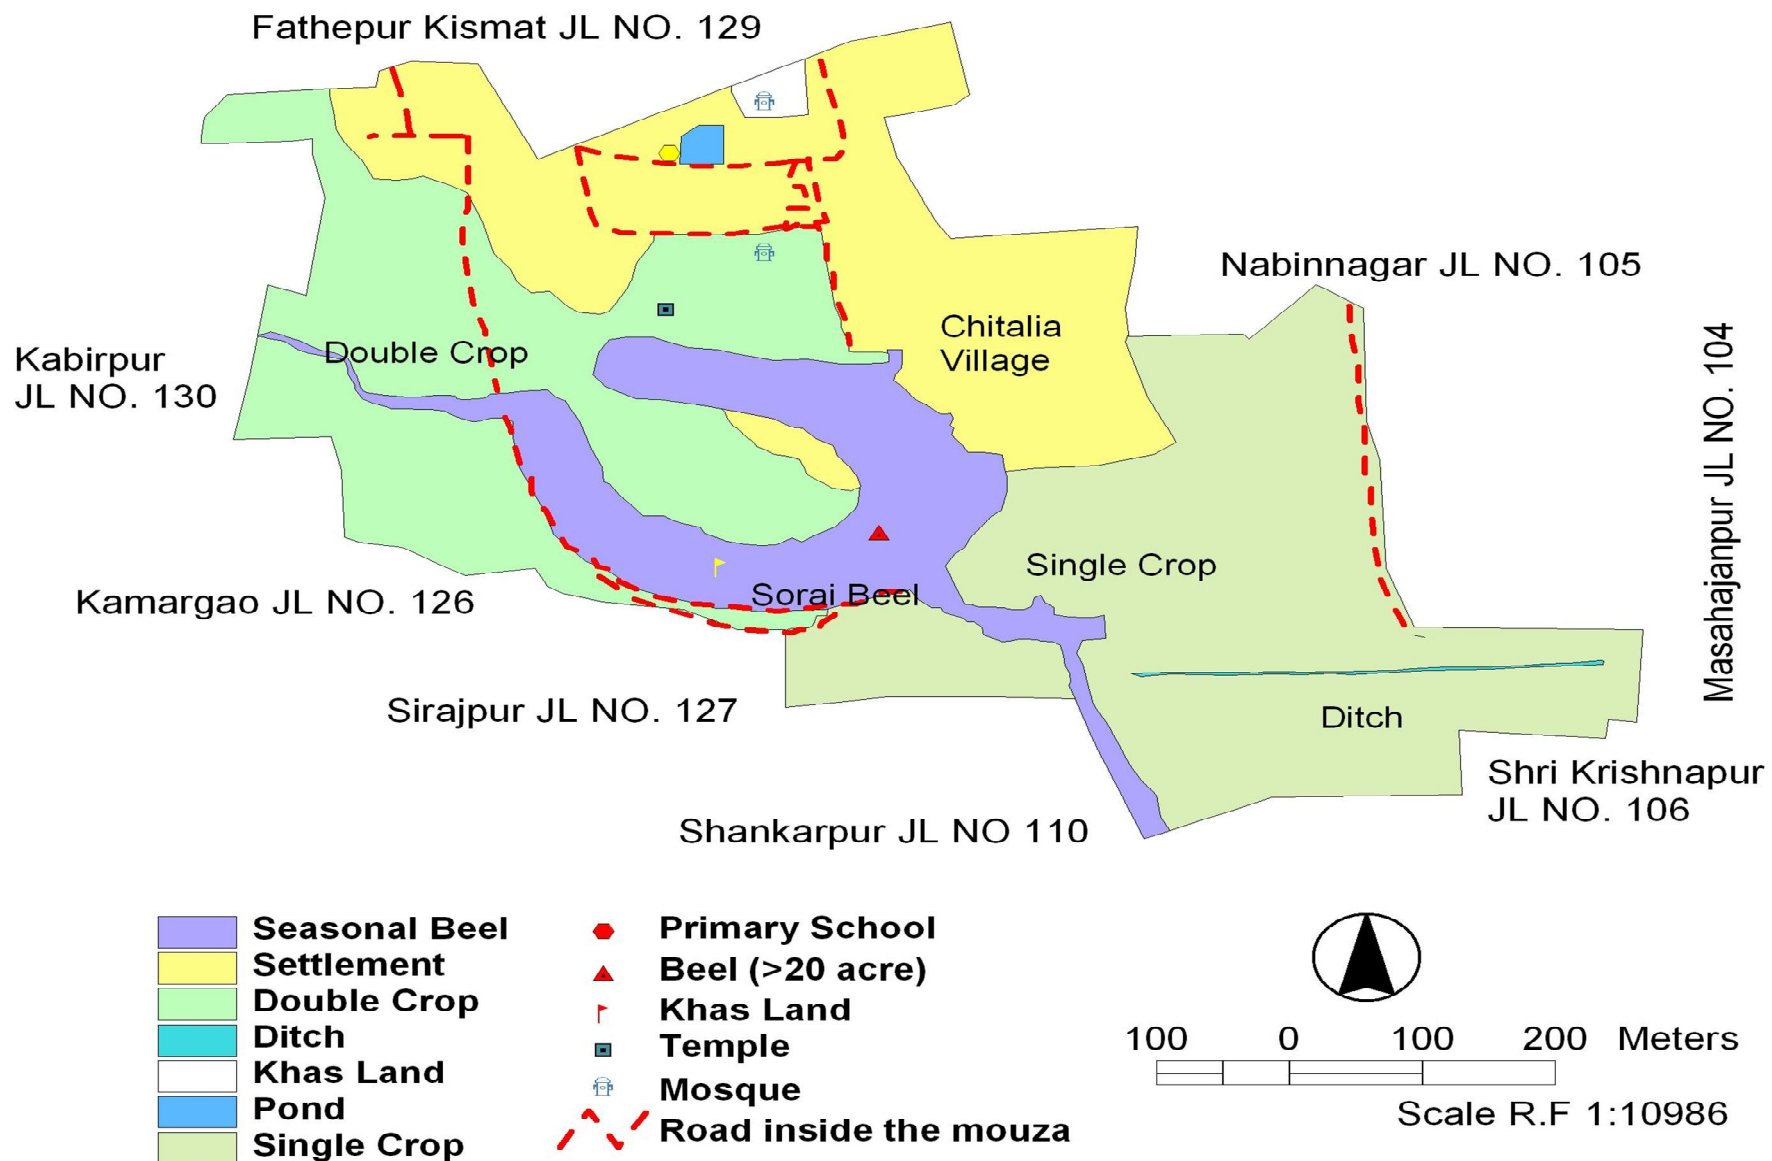 Fathepur Kismat JL NO. 129
Nabinnagar JL NO. 105
Chitalia
Village
Masahajanpur JL NO. 104
Kabirpur
JL NO. 130
Double Crop
Single Crop
Kamargao JL NO. 126
Sorai Beel
Sirajpur JL NO. 127
Ditch
Shri Krishnapur
JL NO. 106
Shankarpur JL NO 110
Seasonal Beel
Settlement
Double Crop
Ditch
Khas Land
Pond
Single Crop
Primary School
Beel (>20 acre)
Khas Land
Temple
Mosque
Road inside the mouza
100 0 100 200 Meters
Scale R.F 1:10986